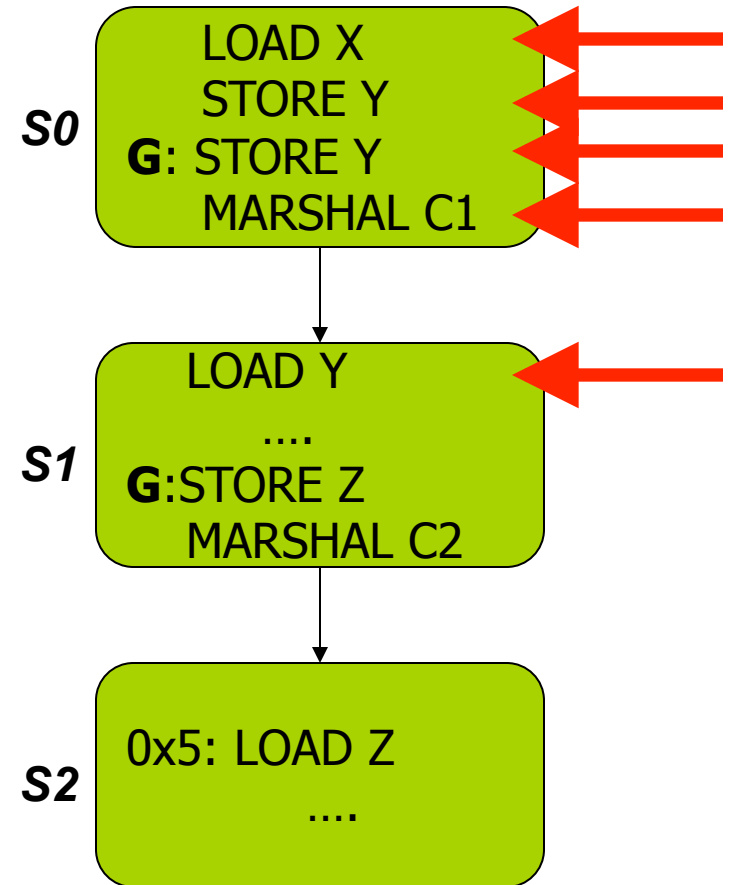 S0
LOAD X
STORE Y
G: STORE Y
MARSHAL C1
S1
LOAD Y
....
G:STORE Z
MARSHAL C2
S2
0x5: LOAD Z
....